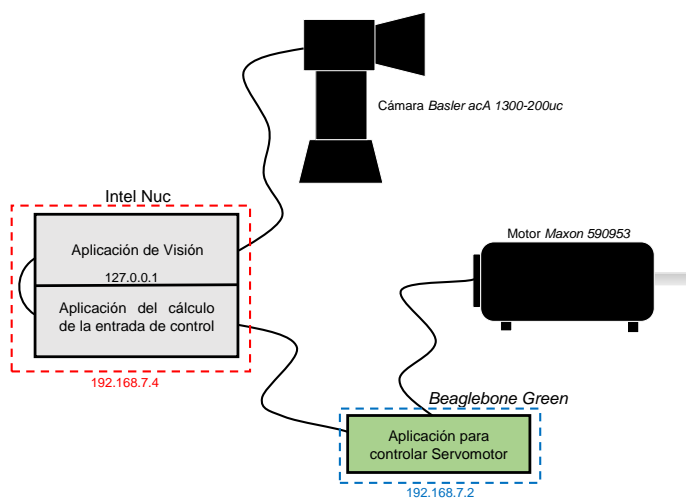 Cámara Basler acA 1300-200uc
Intel Nuc
Aplicación de Visión
127.0.0.1
Aplicación del cálculo
de la entrada de control
192.168.7.4
Motor Maxon 590953
Beaglebone Green
Aplicación para
controlar Servomotor
192.168.7.2